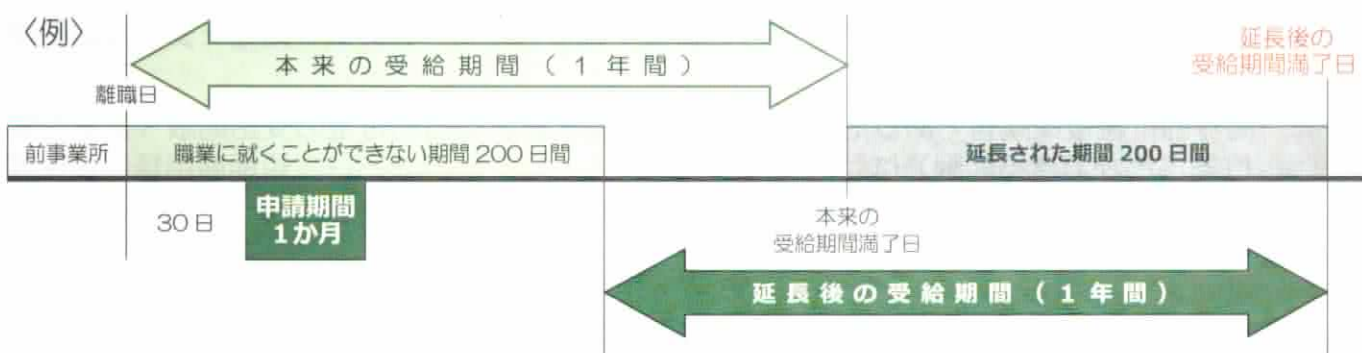 〈例〉
本来の受給期間(1年間)
延長後の
受給期間満了日
離職日
前事業所
職業に就くことができない期間 200 日間
延長された期間 200 日間
30 日
申請期間
1か月
本来の
受給期間満了日
延長後の受給期間(1年間)